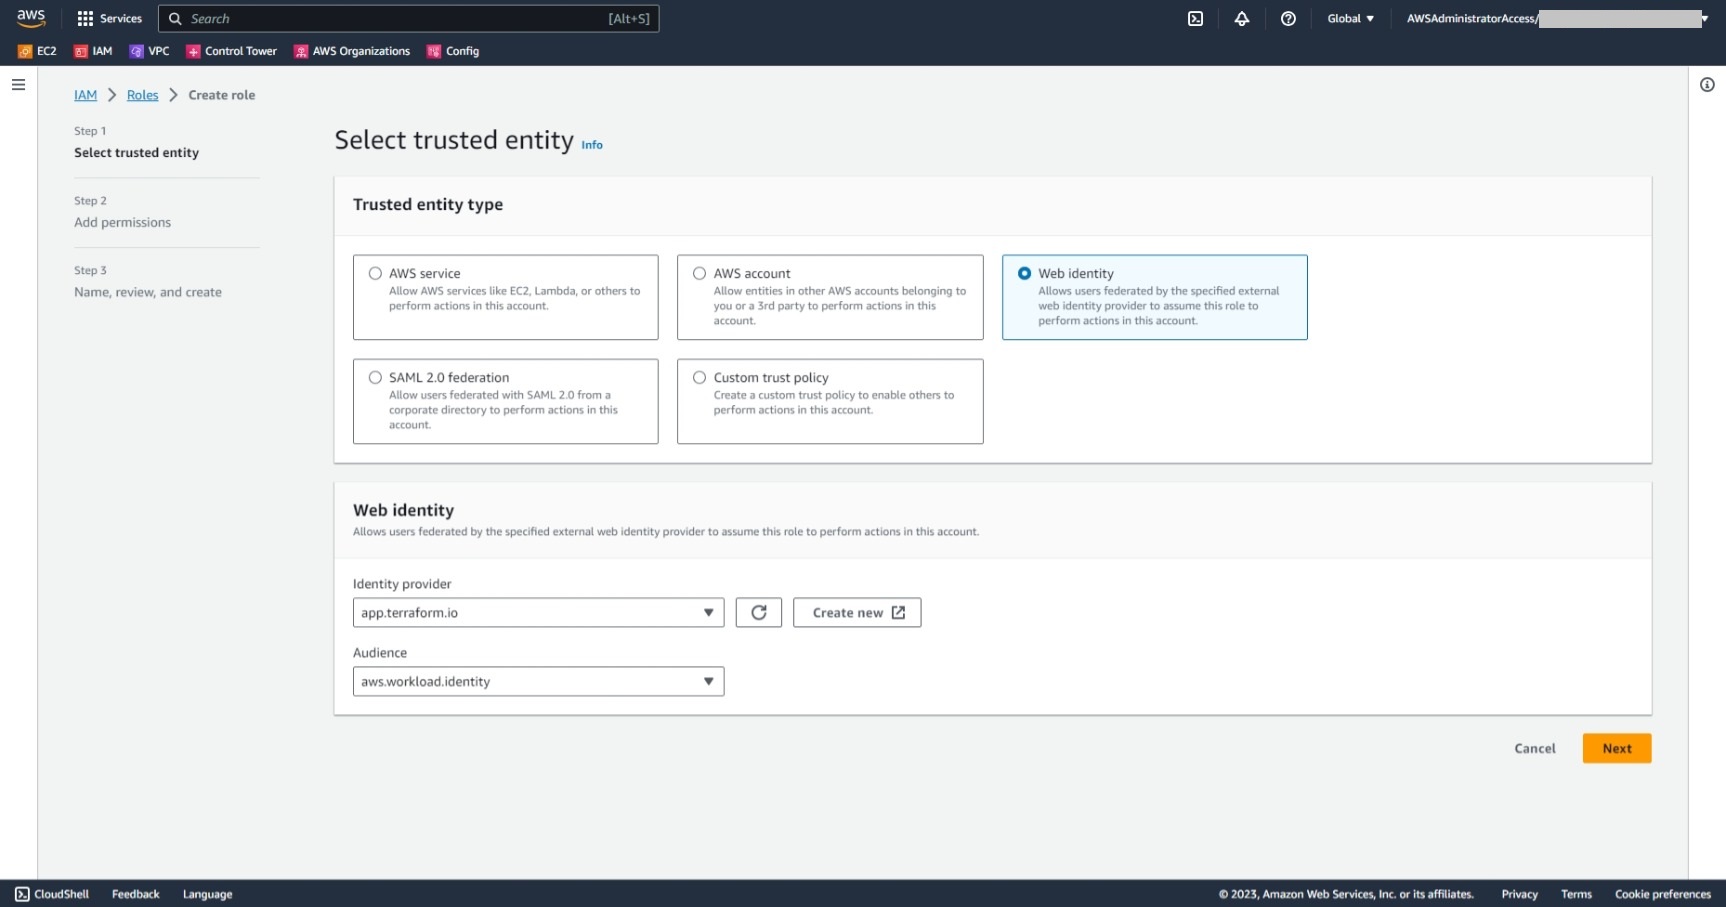 aws Services Search [Alt+S] Global AWSAdministratorAccess/
EC2 IAM VPC Control Tower AWS Organizations Config
IAM Roles Create role
Step 1
Select trusted entity
Step 2
Add permissions
Step 3
Name, review, and create
Select trusted entity Info
Trusted entity type
AWS service
Allow AWS services like EC2, Lambda, or others to
perform actions in this account.
AWS account
Allow entities in other AWS accounts belonging to
you or a 3rd party to perform actions in this
account.
Web identity
Allows users federated by the specified external
web identity provider to assume this role to
perform actions in this account.
SAML 2.0 federation
Allow users federated with SAML 2.0 from a
corporate directory to perform actions in this
account.
Custom trust policy
Create a custom trust policy to enable others to
perform actions in this account.
Web identity
Allows users federated by the specified external web identity provider to assume this role to perform actions in this account.
Identity provider
app.terraform.io
Create new
Audience
aws.workload.identity
Cancel Next
CloudShell Feedback Language © 2023, Amazon Web Services, Inc. or its affiliates. Privacy Terms Cookie preferences